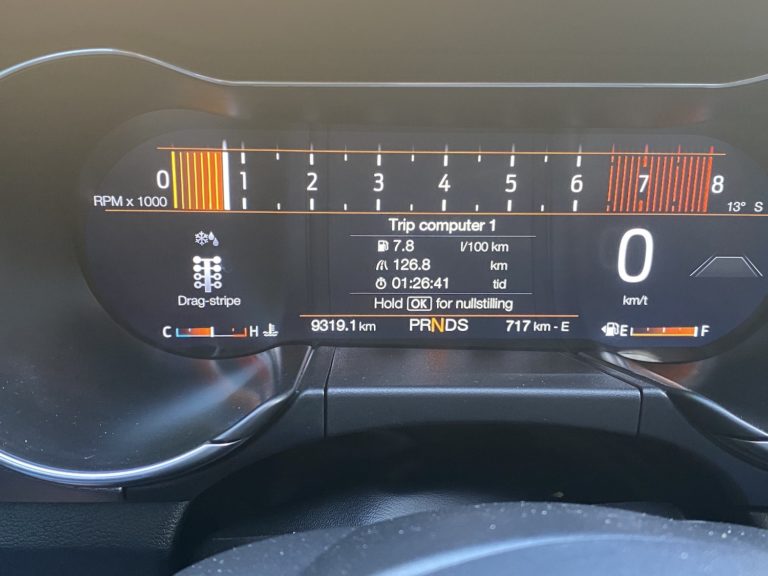 0 1 2 3 4 5 6 7 8
RPM x 1000
13° S
Trip computer 1
7.8 l/100 km
126.8 km
01:26:41 tid
Hold OK for nullstilling
Drag-stripe
0
km/t
C H
9319.1 km PRNDS 717 km - E
E F